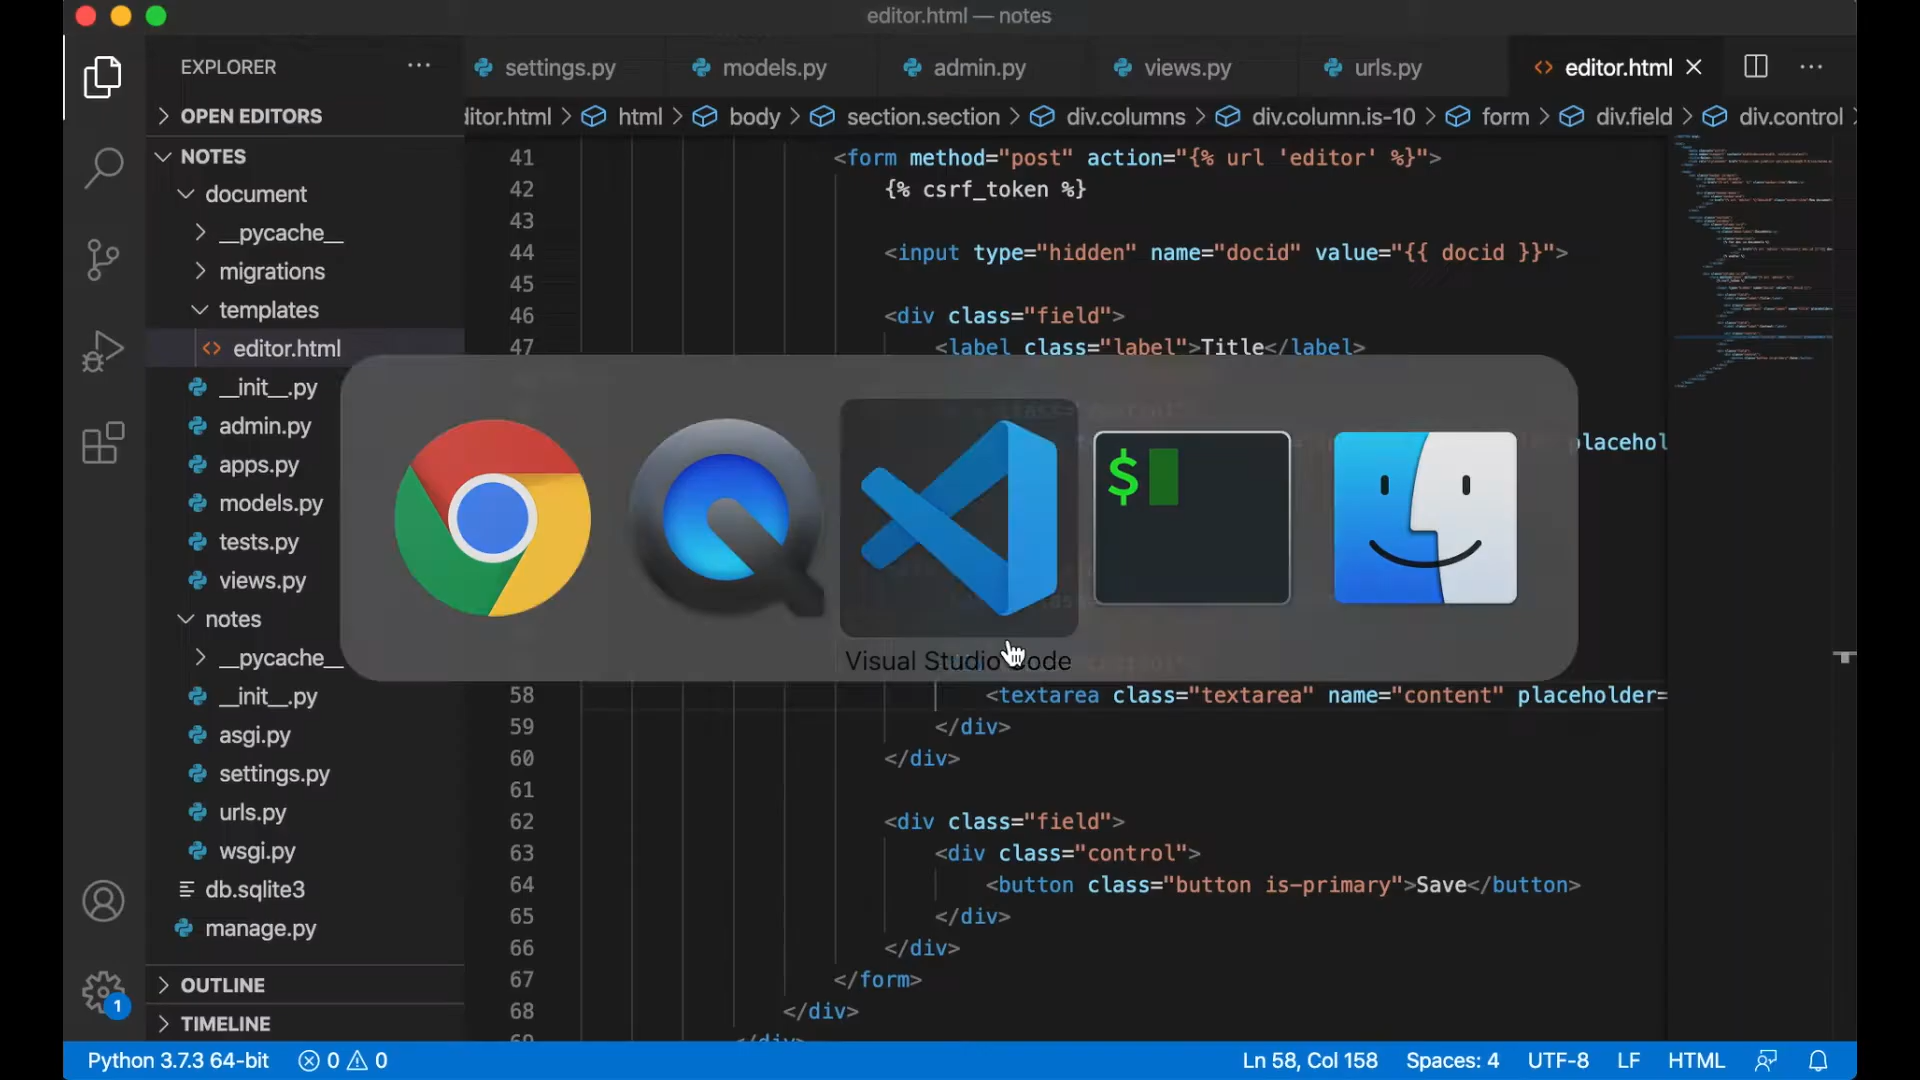 editor.html — notes
EXPLORER
settings.py
models.py
admin.py
views.py
urls.py
editor.html
OPEN EDITORS
ditor.html > html > body > section.section > div.columns > div.column.is-10 > form > div.field > div.control
NOTES
document
__pycache__
migrations
templates
editor.html
__init__.py
admin.py
apps.py
models.py
tests.py
views.py
notes
__pycache__
__init__.py
asgi.py
settings.py
urls.py
wsgi.py
db.sqlite3
manage.py
OUTLINE
TIMELINE
41 <form method="post" action="{% url 'editor' %}">
42 {% csrf_token %}
43
44 <input type="hidden" name="docid" value="{{ docid }}">
45
46 <div class="field">
47 <label class="label">Title</label>
placehol
$
Visual Studio Code
58 <textarea class="textarea" name="content" placeholder=
59 </div>
60 </div>
61
62 <div class="field">
63 <div class="control">
64 <button class="button is-primary">Save</button>
65 </div>
66 </div>
67 </form>
68 </div>
69 </div>
1
Python 3.7.3 64-bit
0
0
Ln 58, Col 158
Spaces: 4
UTF-8
LF
HTML